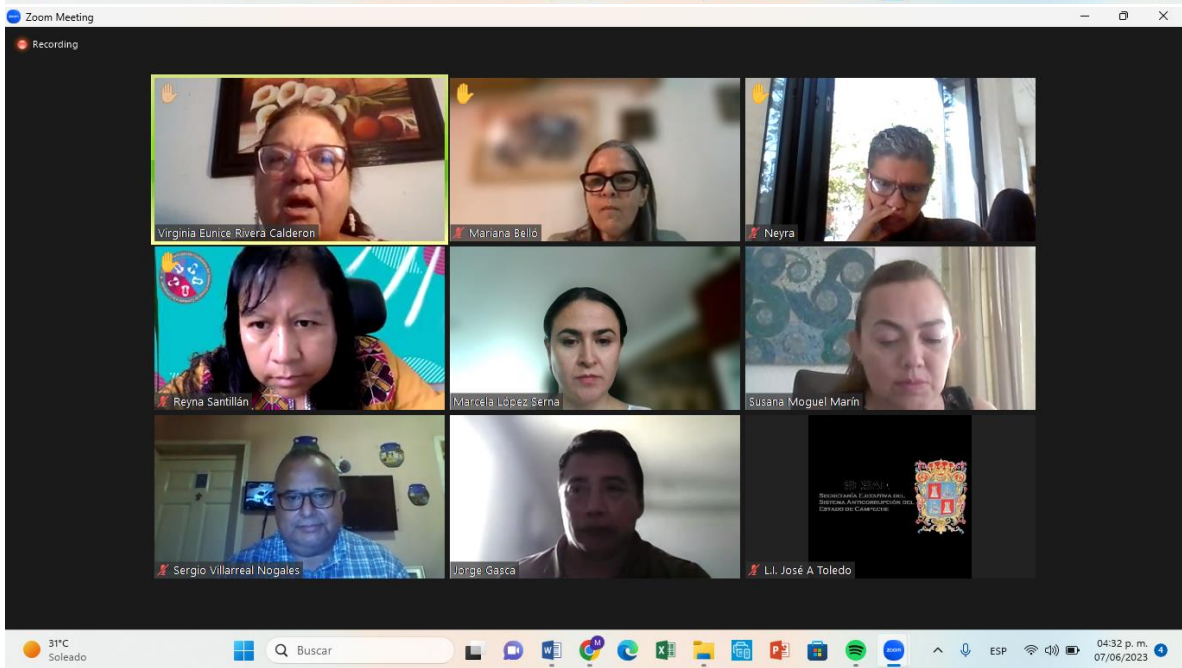 Zoom Meeting
Recording
Virginia Eunice Rivera Calderon
Mariana Belló
Neyra
Reyna Santillán
Marcela López Serna
Susana Moguel Marín
SECRETARÍA EJECUTIVA DEL
SISTEMA ANTICORRUPCIÓN DEL
ESTADO DE CAMPECHE
Sergio Villarreal Nogales
Jorge Gasca
L.I. José A Toledo
31°C
Soleado
Buscar
M
zoom
ESP
04:32 p. m.
07/06/2023
4